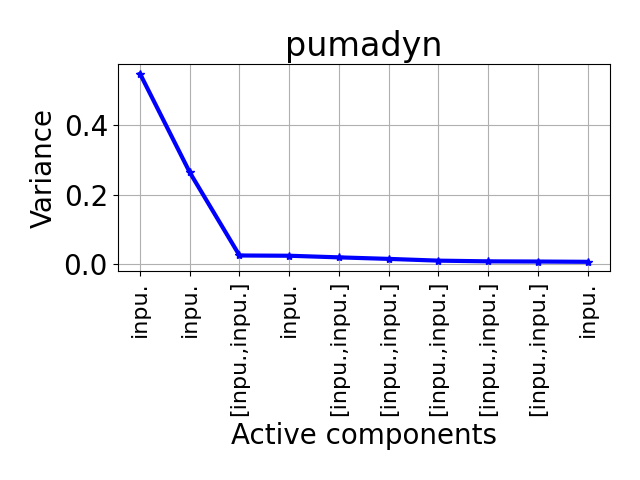 pumadyn
Variance
0.4
0.2
0.0
inpu.
inpu.
[inpu.,inpu.]
inpu.
[inpu.,inpu.]
[inpu.,inpu.]
[inpu.,inpu.]
[inpu.,inpu.]
[inpu.,inpu.]
inpu.
Active components